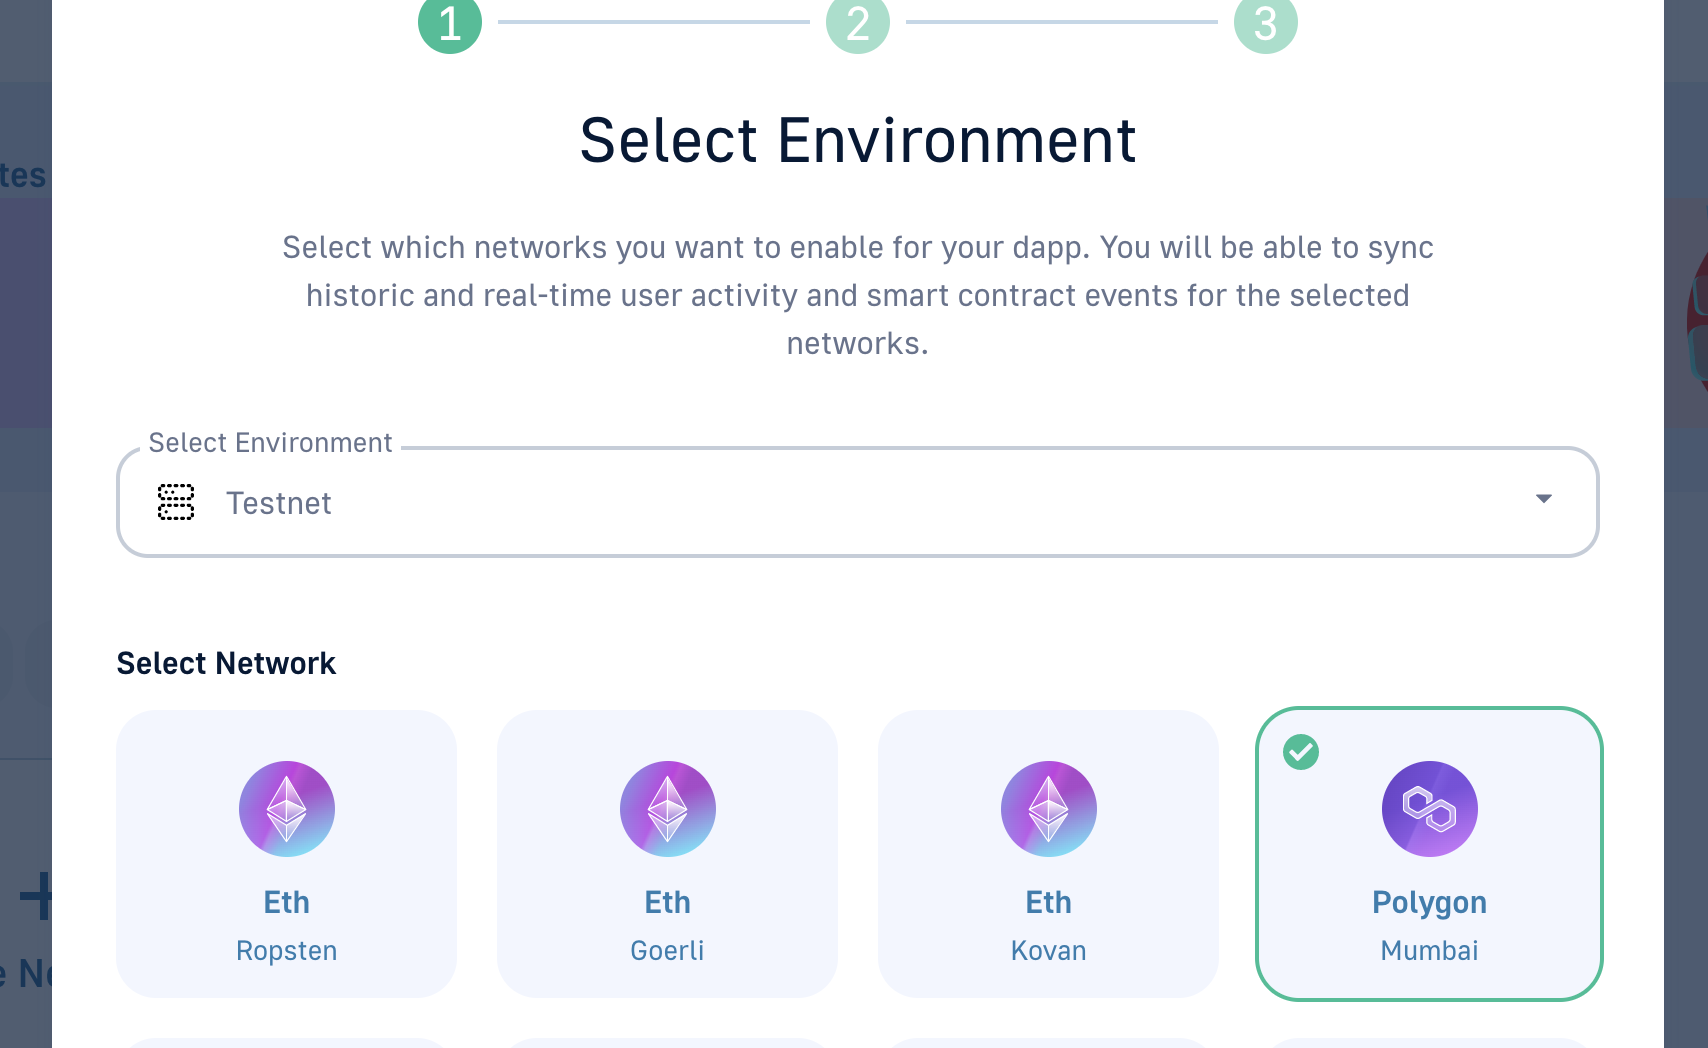 1 2 3
Select Environment
Select which networks you want to enable for your dapp. You will be able to sync
historic and real-time user activity and smart contract events for the selected
networks.
Select Environment
Testnet
Select Network
Eth
Ropsten
Eth
Goerli
Eth
Kovan
Polygon
Mumbai